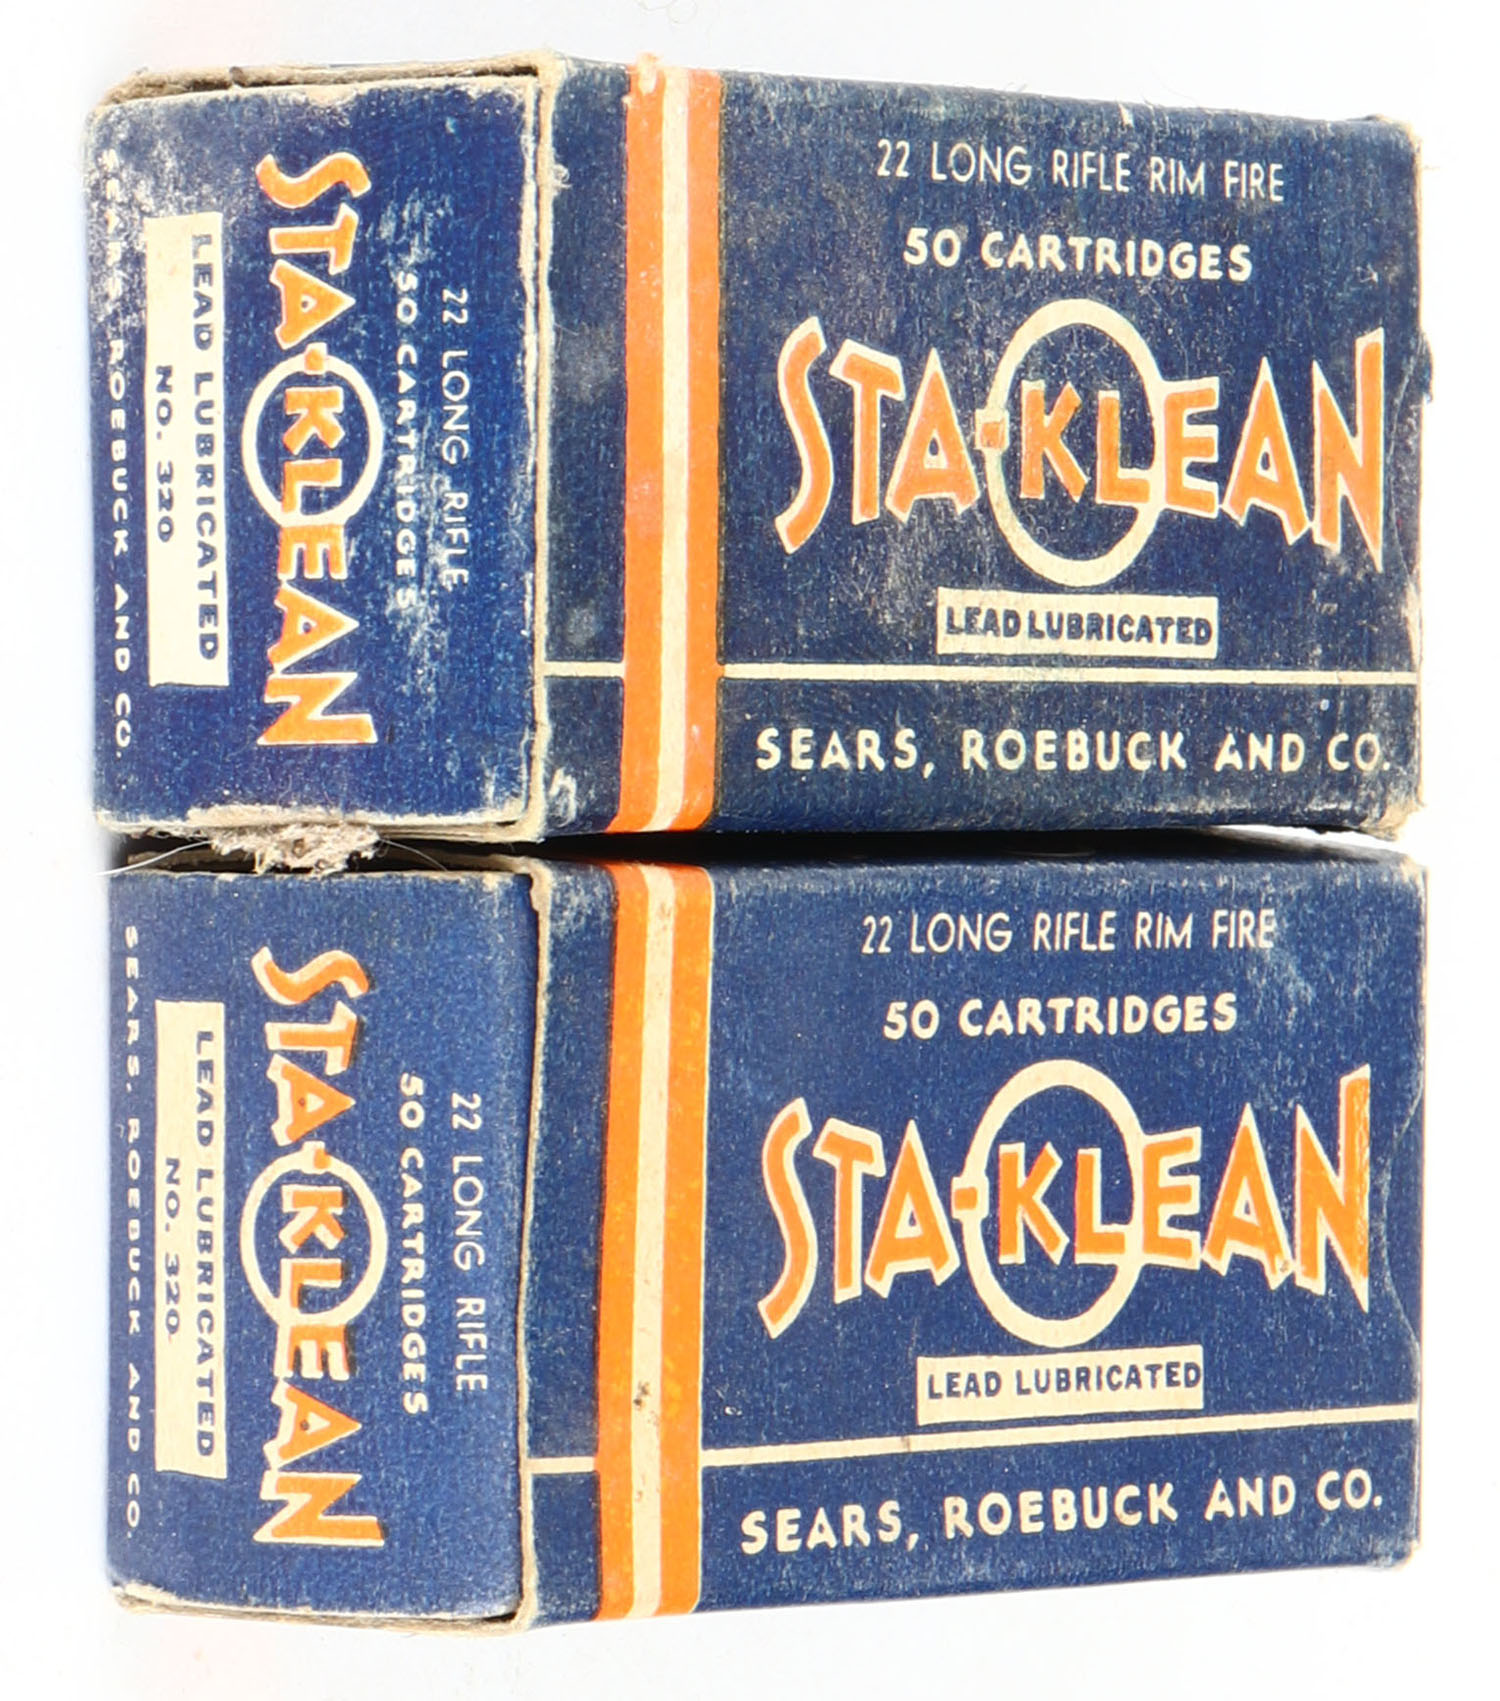 22 LONG RIFLE
50 CARTRIDGES
STA-KLEAN
LEAD LUBRICATED
NO. 320
SEARS, ROEBUCK AND CO.
22 LONG RIFLE RIM FIRE
50 CARTRIDGES
STA-KLEAN
LEAD LUBRICATED
SEARS, ROEBUCK AND CO.
22 LONG RIFLE
50 CARTRIDGES
STA-KLEAN
LEAD LUBRICATED
NO. 320
SEARS, ROEBUCK AND CO.
22 LONG RIFLE RIM FIRE
50 CARTRIDGES
STA-KLEAN
LEAD LUBRICATED
SEARS, ROEBUCK AND CO.